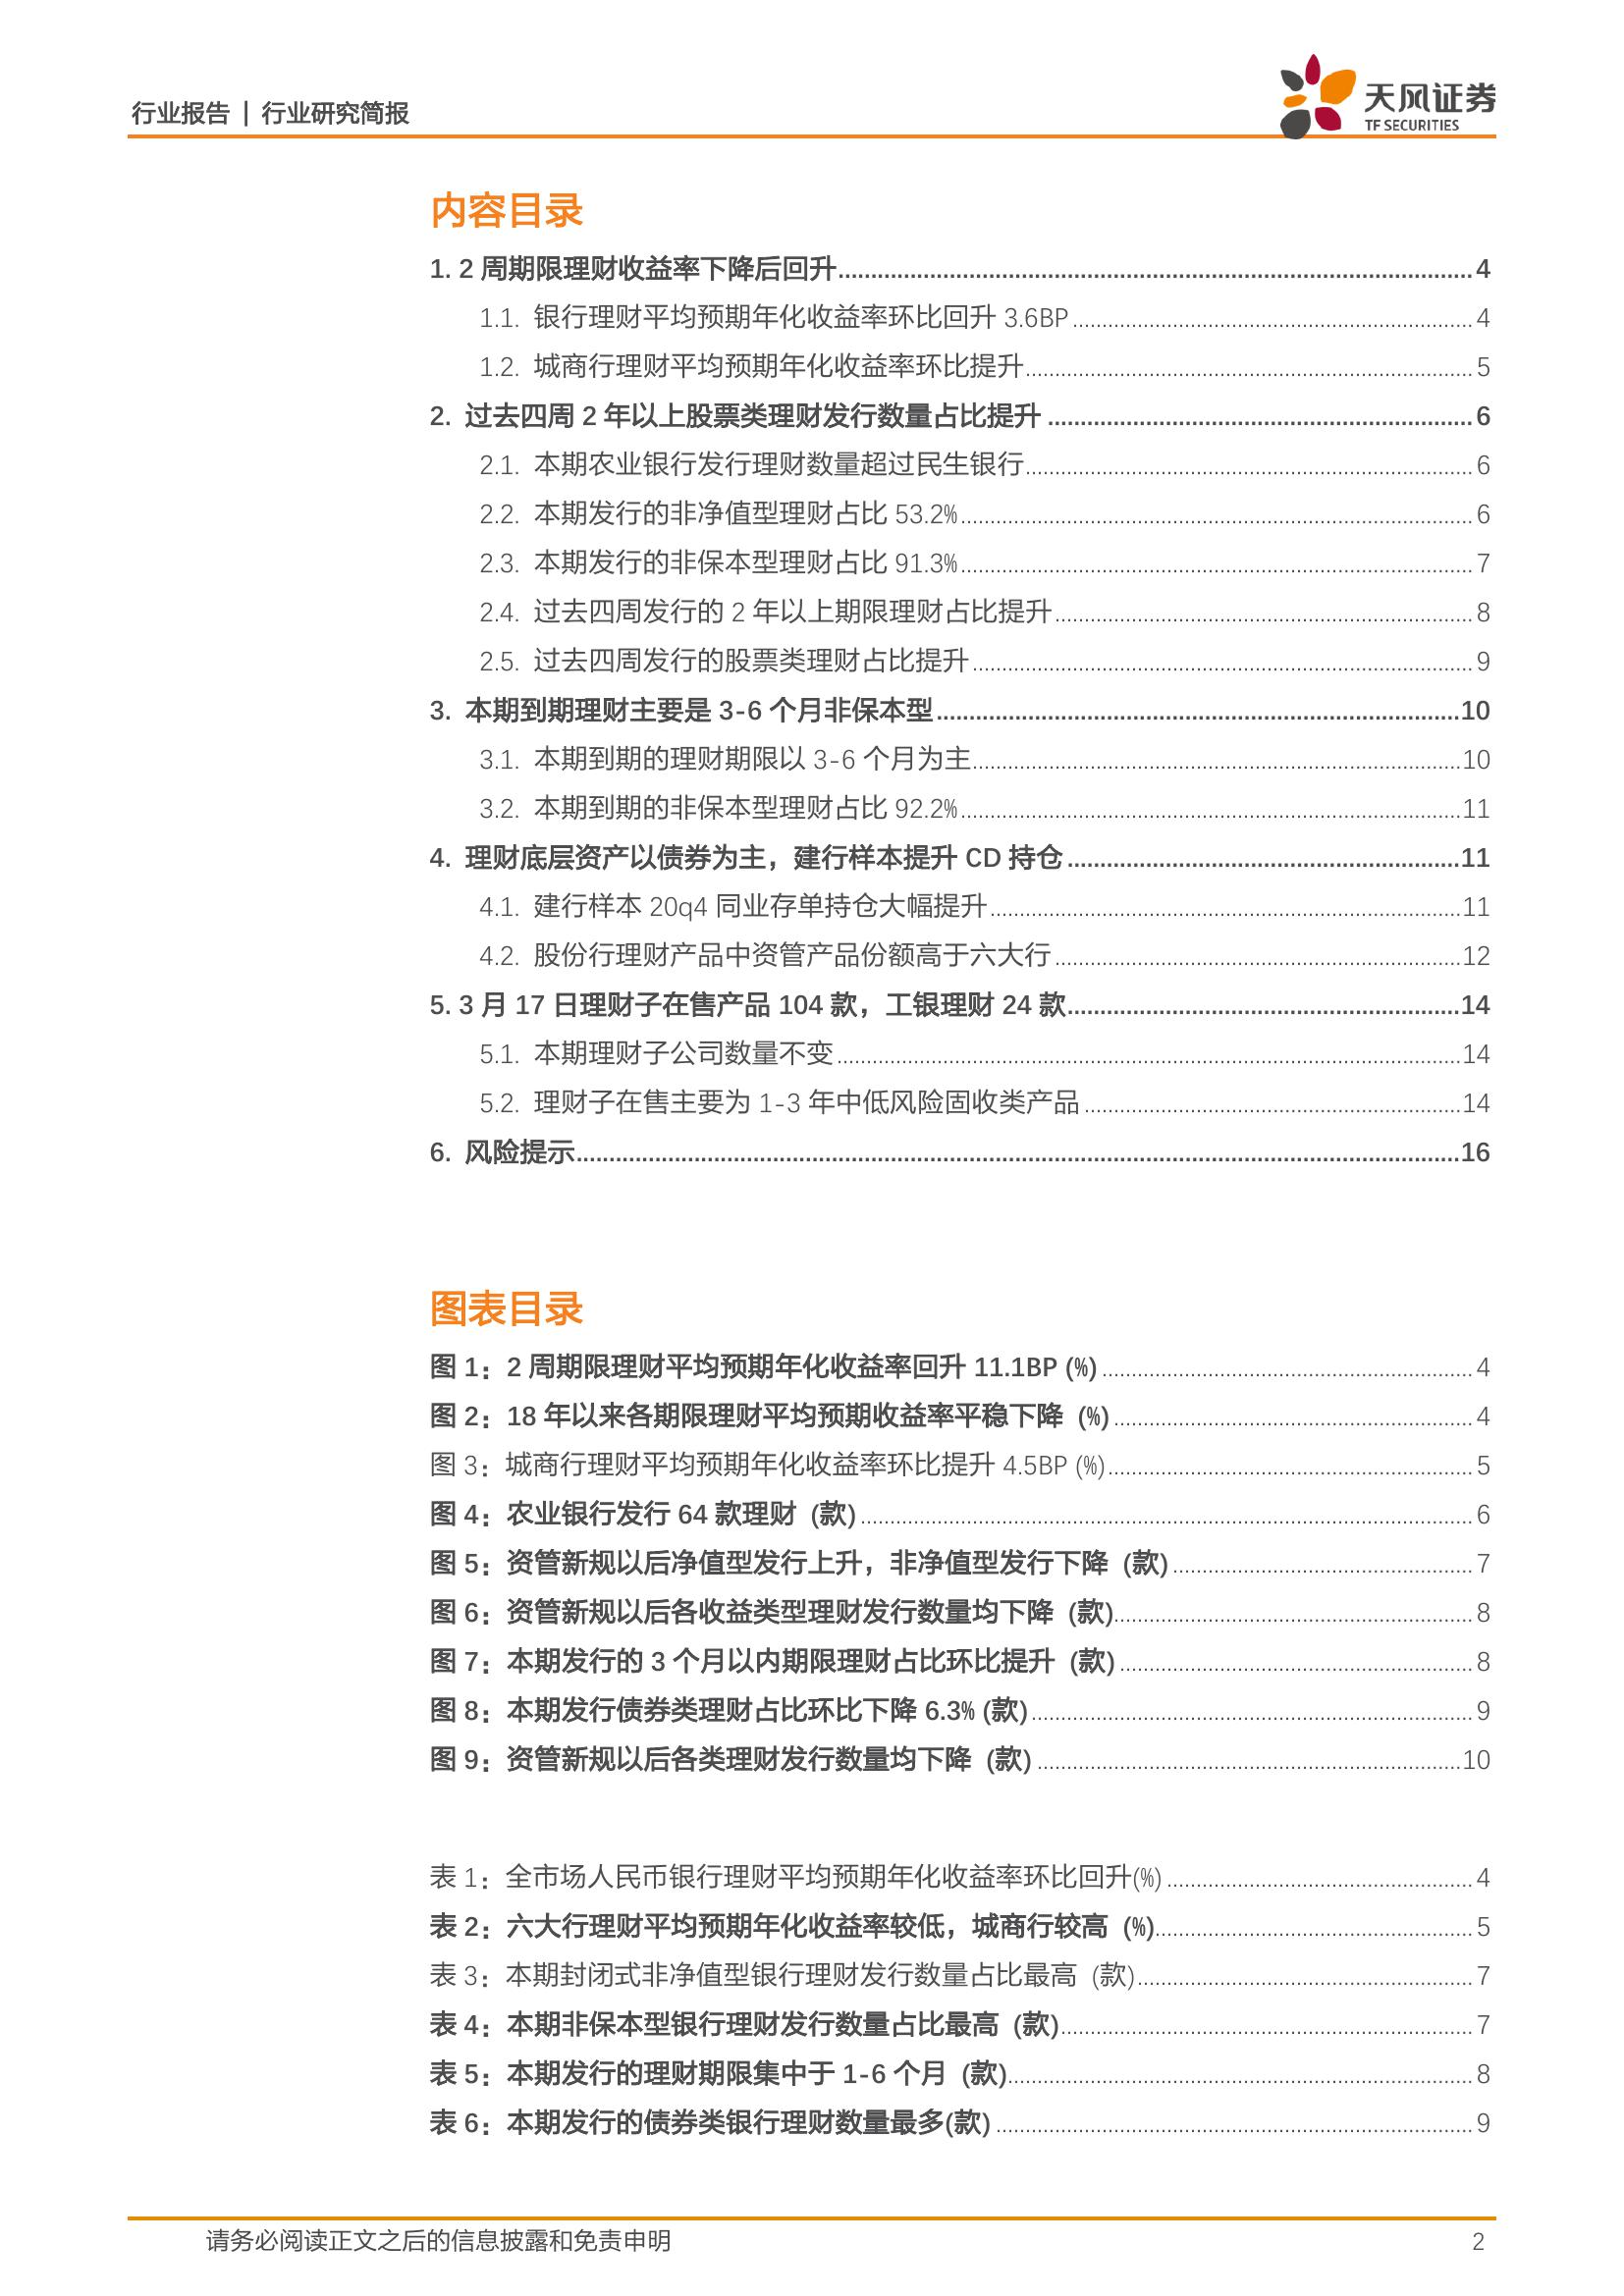 行业报告 | 行业研究简报
天风证券
TF SECURITIES
内容目录
1. 2 周期限理财收益率下降后回升 4
1.1. 银行理财平均预期年化收益率环比回升 3.6BP 4
1.2. 城商行理财平均预期年化收益率环比提升 5
2. 过去四周 2 年以上股票类理财发行数量占比提升 6
2.1. 本期农业银行发行理财数量超过民生银行 6
2.2. 本期发行的非净值型理财占比 53.2% 6
2.3. 本期发行的非保本型理财占比 91.3% 7
2.4. 过去四周发行的 2 年以上期限理财占比提升 8
2.5. 过去四周发行的股票类理财占比提升 9
3. 本期到期理财主要是 3-6 个月非保本型 10
3.1. 本期到期的理财期限以 3-6 个月为主 10
3.2. 本期到期的非保本型理财占比 92.2% 11
4. 理财底层资产以债券为主，建行样本提升 CD 持仓 11
4.1. 建行样本 20q4 同业存单持仓大幅提升 11
4.2. 股份行理财产品中资管产品份额高于六大行 12
5. 3 月 17 日理财子在售产品 104 款，工银理财 24 款 14
5.1. 本期理财子公司数量不变 14
5.2. 理财子在售主要为 1-3 年中低风险固收类产品 14
6. 风险提示 16
图表目录
图 1：2 周期限理财平均预期年化收益率回升 11.1BP (%) 4
图 2：18 年以来各期限理财平均预期收益率平稳下降 (%) 4
图 3：城商行理财平均预期年化收益率环比提升 4.5BP (%) 5
图 4：农业银行发行 64 款理财 (款) 6
图 5：资管新规以后净值型发行上升，非净值型发行下降 (款) 7
图 6：资管新规以后各收益类型理财发行数量均下降 (款) 8
图 7：本期发行的 3 个月以内期限理财占比环比提升 (款) 8
图 8：本期发行债券类理财占比环比下降 6.3% (款) 9
图 9：资管新规以后各类理财发行数量均下降 (款) 10
表 1：全市场人民币银行理财平均预期年化收益率环比回升(%) 4
表 2：六大行理财平均预期年化收益率较低，城商行较高 (%) 5
表 3：本期封闭式非净值型银行理财发行数量占比最高 (款) 7
表 4：本期非保本型银行理财发行数量占比最高 (款) 7
表 5：本期发行的理财期限集中于 1-6 个月 (款) 8
表 6：本期发行的债券类银行理财数量最多(款) 9
请务必阅读正文之后的信息披露和免责申明 2